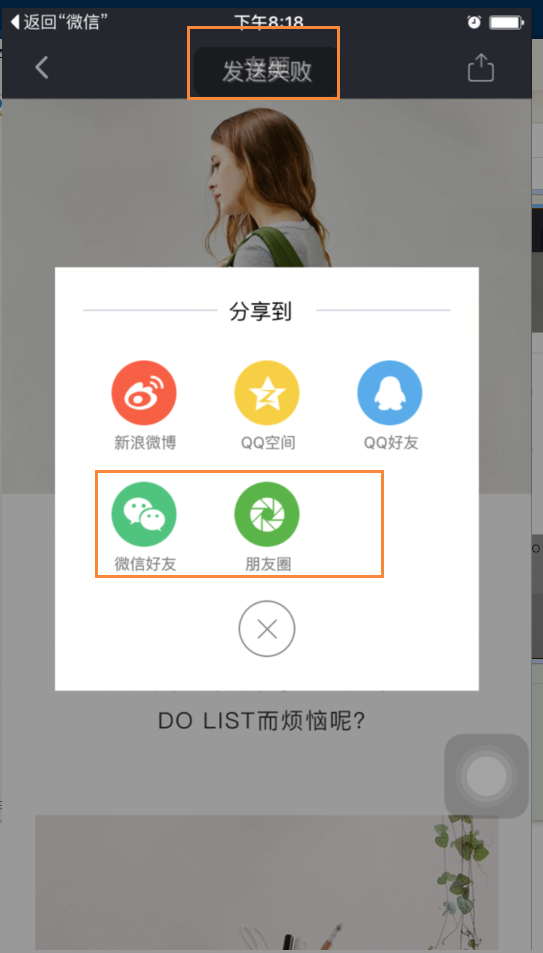 返回“微信”
下午8:18
发送失败
分享到
新浪微博
QQ空间
QQ好友
微信好友
朋友圈
DO LIST而烦恼呢?